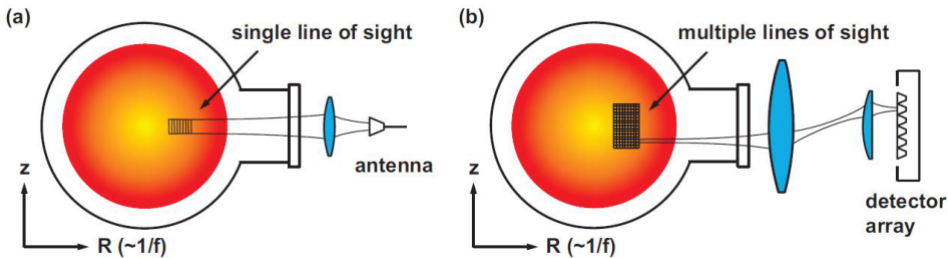 (a)
single line of sight
antenna
z
R (~1/f)
(b)
multiple lines of sight
detector
array
z
R (~1/f)